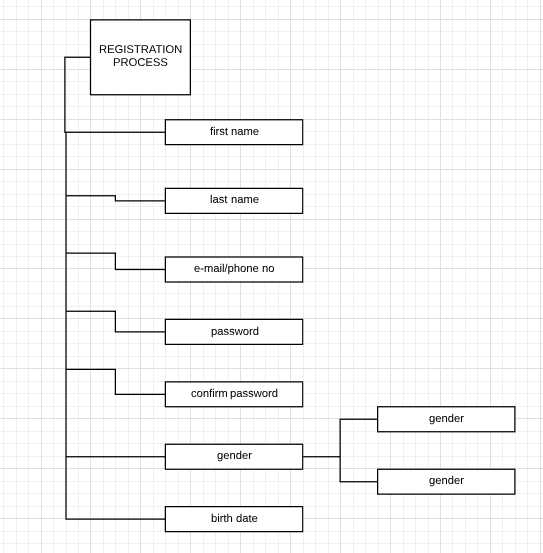 REGISTRATION
PROCESS
first name
last name
e-mail/phone no
password
confirm password
gender
gender
gender
birth date